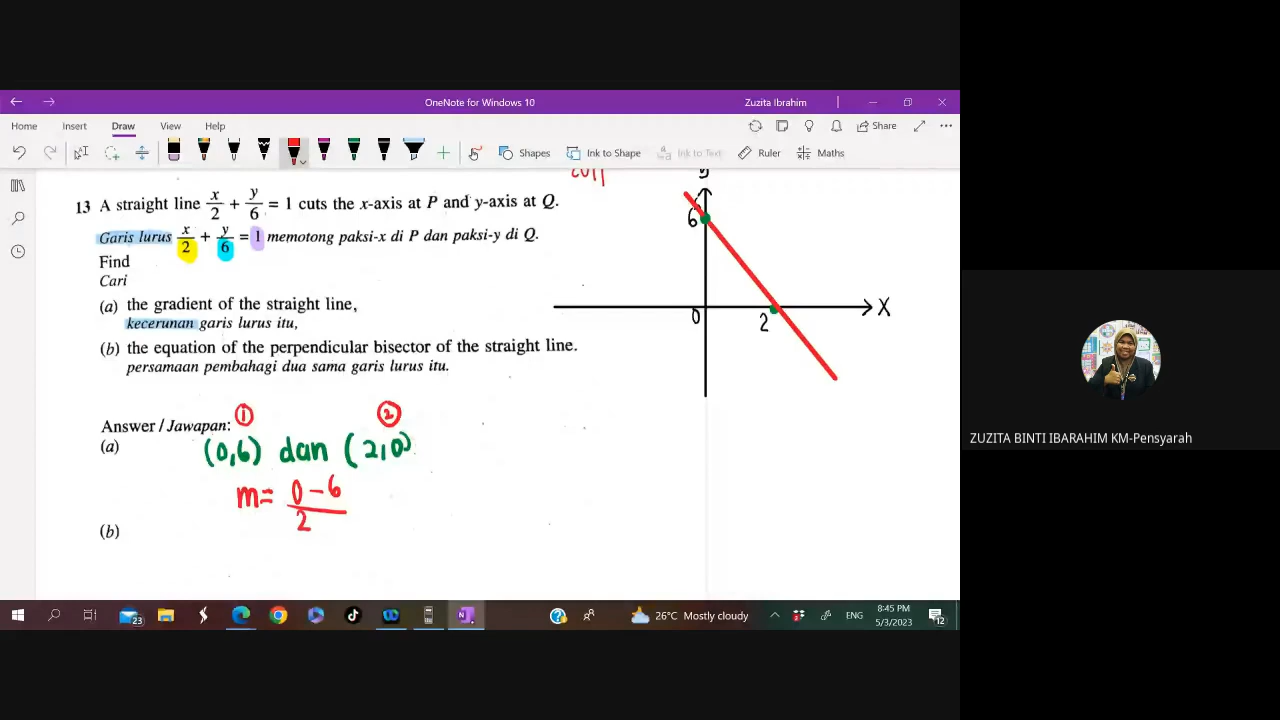 OneNote for Windows 10
Zuzita Ibrahim
Home Insert Draw View Help
Share
Shapes Ink to Shape Ink to Text Ruler Maths
13 A straight line x/2 + y/6 = 1 cuts the x-axis at P and y-axis at Q.
Garis lurus x/2 + y/6 = 1 memotong paksi-x di P dan paksi-y di Q.
Find
Cari
(a) the gradient of the straight line,
kecerunan garis lurus itu,
(b) the equation of the perpendicular bisector of the straight line.
persamaan pembahagi dua sama garis lurus itu.
6
0
2
X
Answer / Jawapan:
1 2
(a) (0,6) dan (2,0)
m = 0 - 6
2
(b)
ZUZITA BINTI IBARAHIM KM-Pensyarah
23
26°C Mostly cloudy
ENG
8:45 PM
5/3/2023
12